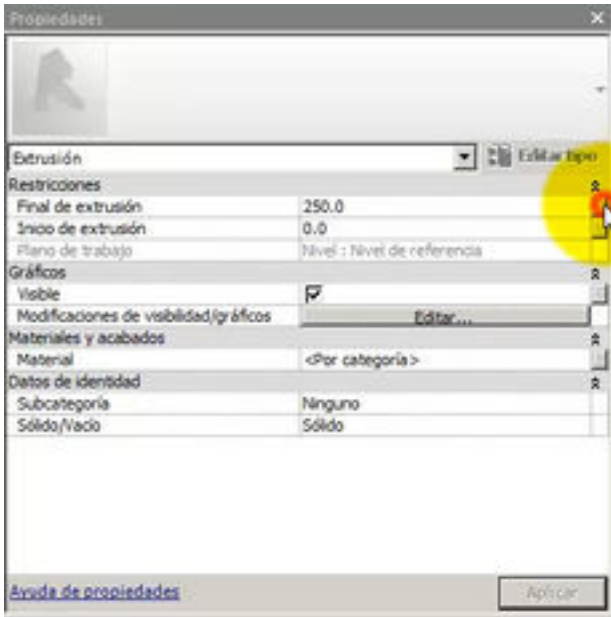 Propiedades
Extrusión
Editar tipo
Restricciones
Final de extrusión 250.0
Inicio de extrusión 0.0
Plano de trabajo Nivel : Nivel de referencia
Gráficos
Visible
Modificaciones de visibilidad/gráficos Editar...
Materiales y acabados
Material <Por categoría>
Datos de identidad
Subcategoría Ninguno
Sólido/Vacío Sólido
Ayuda de propiedades Aplicar